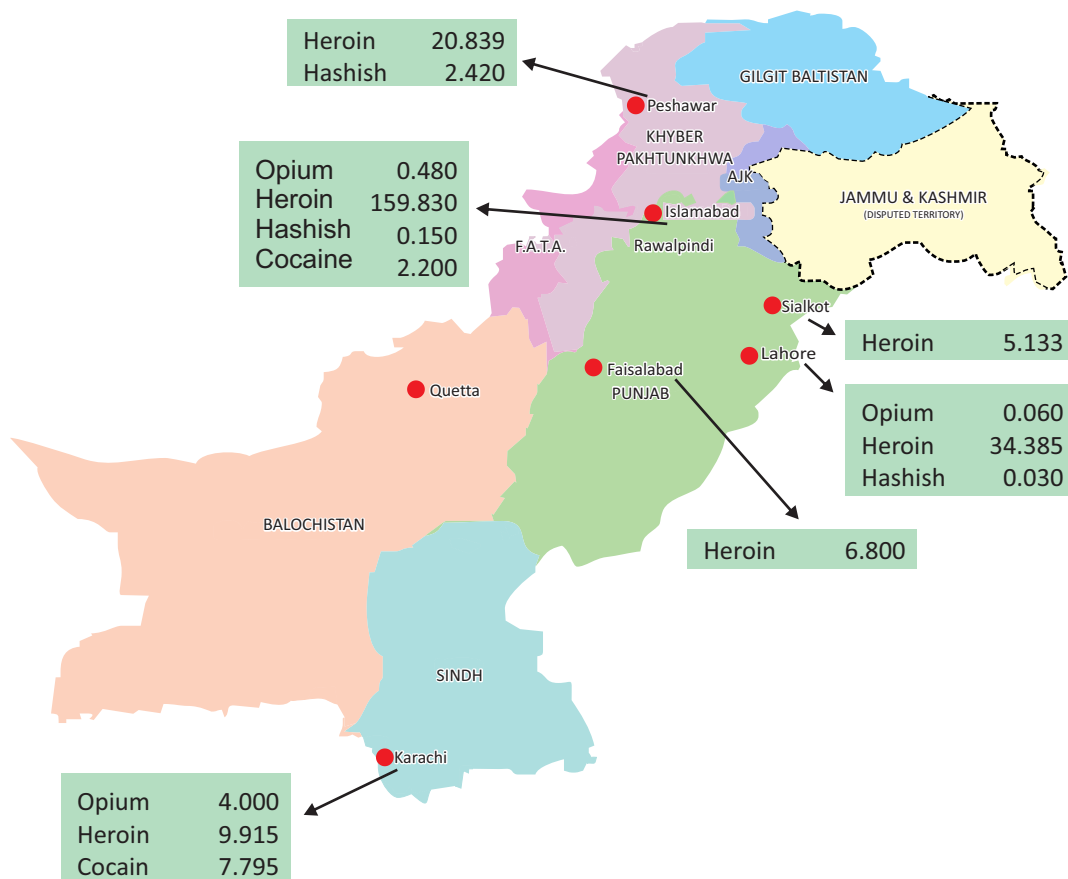 Heroin 20.839
Hashish 2.420
GILGIT BALTISTAN
Peshawar
KHYBER
PAKHTUNKHWA
AJK
Opium 0.480
Heroin 159.830
Hashish 0.150
Cocaine 2.200
JAMMU & KASHMIR
(DISPUTED TERRITORY)
Islamabad
F.A.T.A.
Rawalpindi
Sialkot
Heroin 5.133
Lahore
Faisalabad
PUNJAB
Quetta
Opium 0.060
Heroin 34.385
Hashish 0.030
BALOCHISTAN
Heroin 6.800
SINDH
Karachi
Opium 4.000
Heroin 9.915
Cocain 7.795